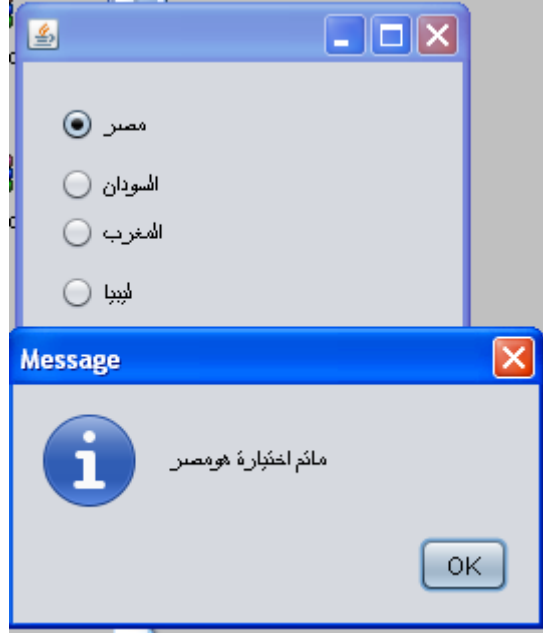 مصر
السودان
المغرب
ليبيا
Message
ماتم اختيارة هومصر
OK